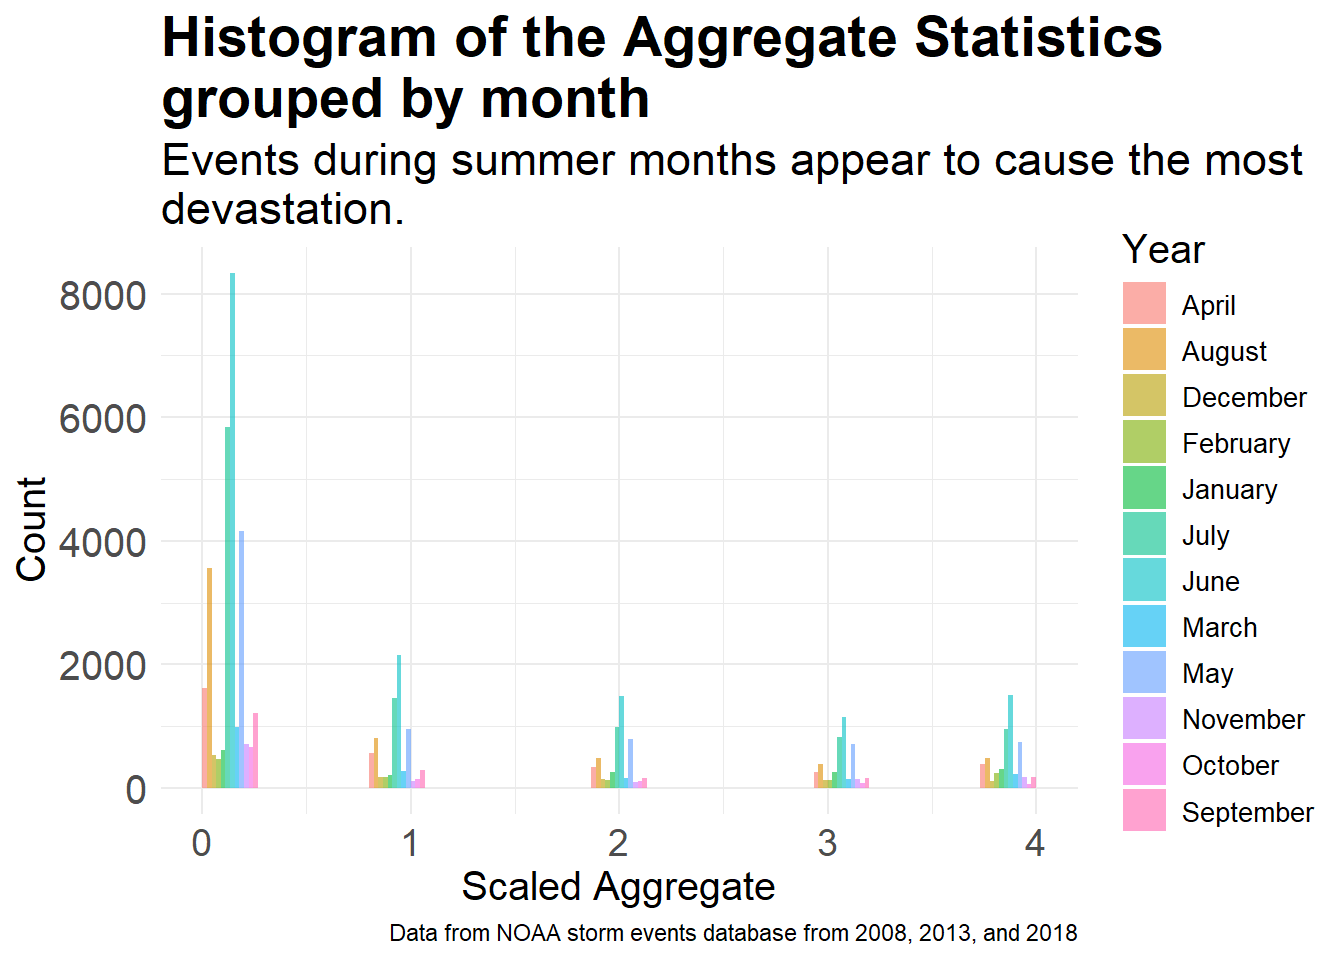 Histogram of the Aggregate Statistics
grouped by month
Events during summer months appear to cause the most
devastation.
Count
8000
6000
4000
2000
0
0 1 2 3 4
Scaled Aggregate
Year
April
August
December
February
January
July
June
March
May
November
October
September
Data from NOAA storm events database from 2008, 2013, and 2018